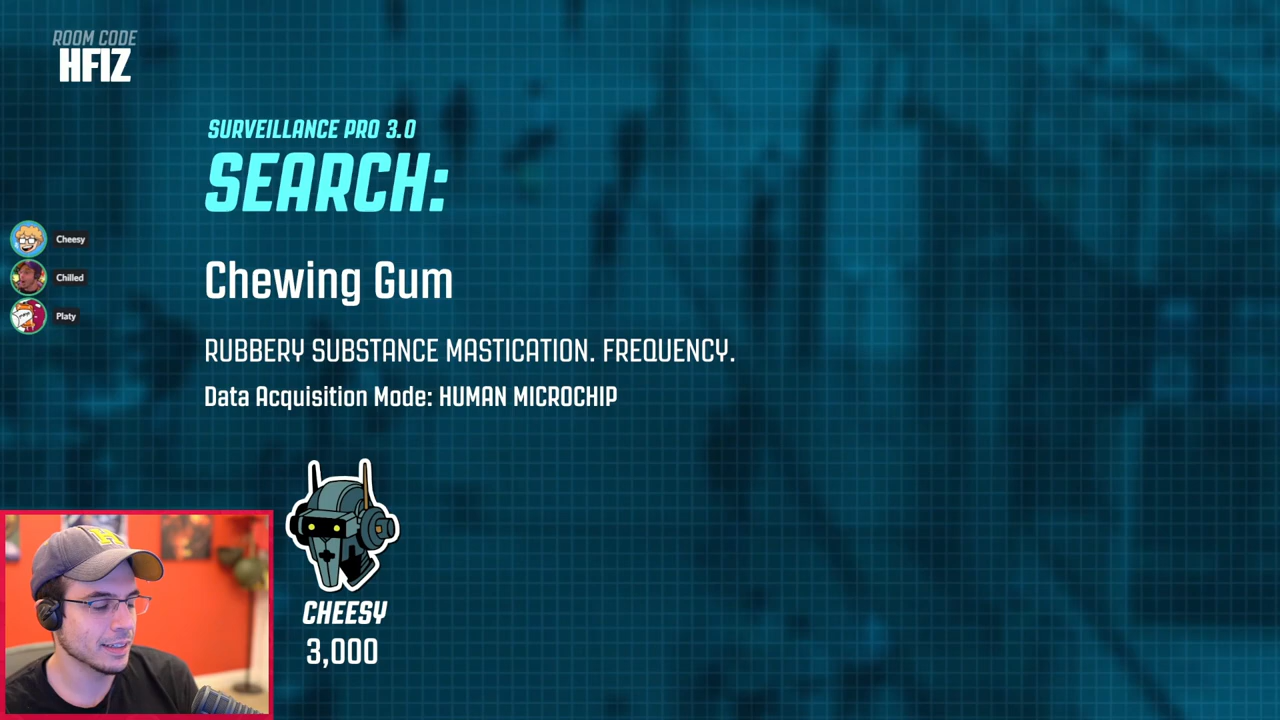 ROOM CODE
HFIZ
SURVEILLANCE PRO 3.0
SEARCH:
Cheesy
Chewing Gum
Chilled
Platy
RUBBERY SUBSTANCE MASTICATION. FREQUENCY.
Data Acquisition Mode: HUMAN MICROCHIP
CHEESY
3,000
H